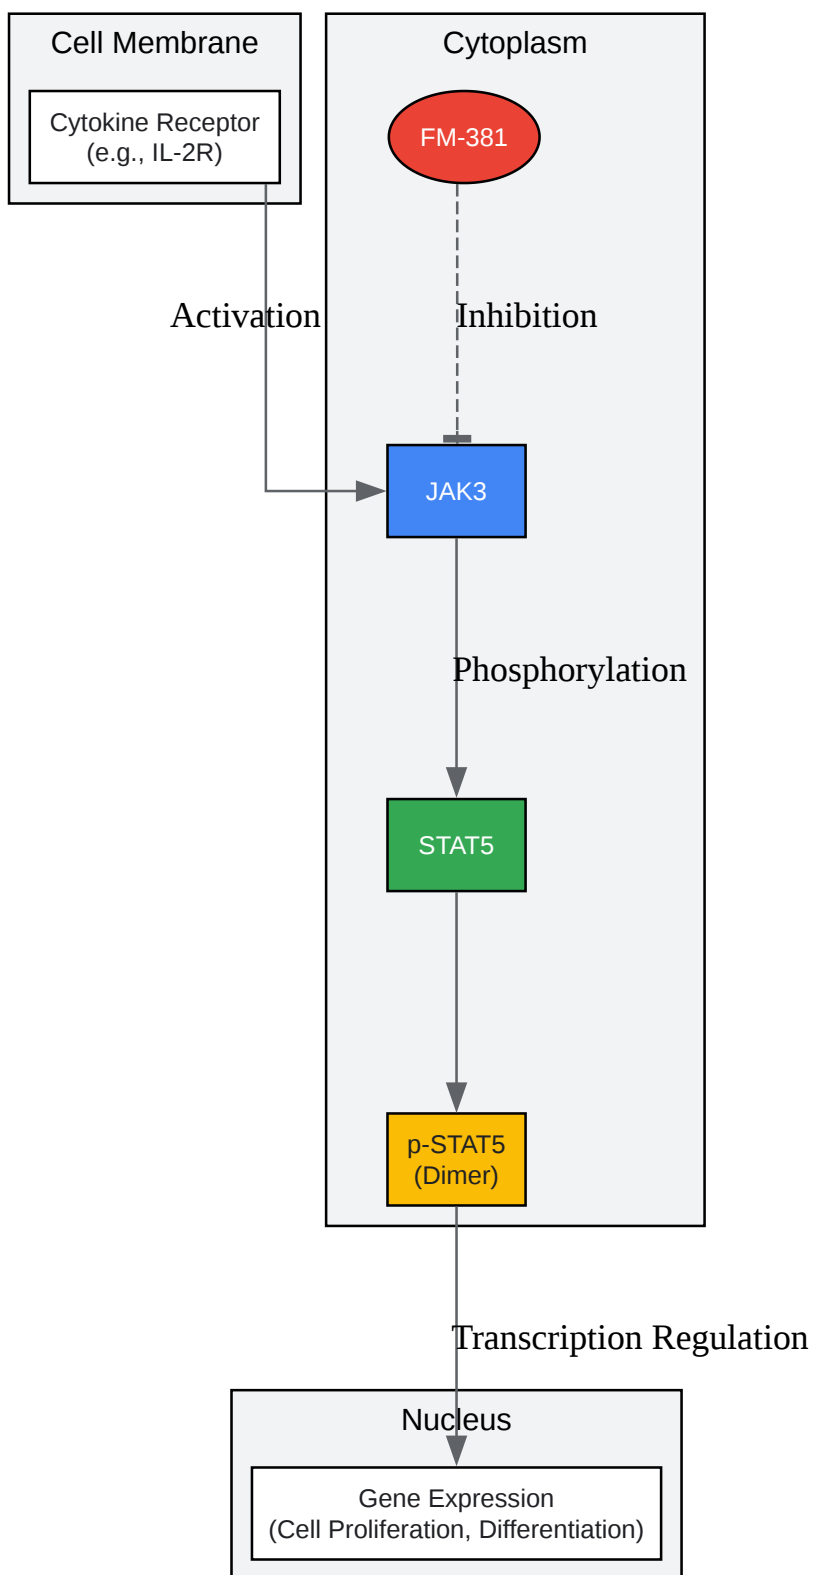 Cell Membrane
Cytoplasm
Cytokine Receptor
(e.g., IL-2R)
FM-381
Activation
Inhibition
JAK3
Phosphorylation
STAT5
p-STAT5
(Dimer)
Transcription Regulation
Nucleus
Gene Expression
(Cell Proliferation, Differentiation)